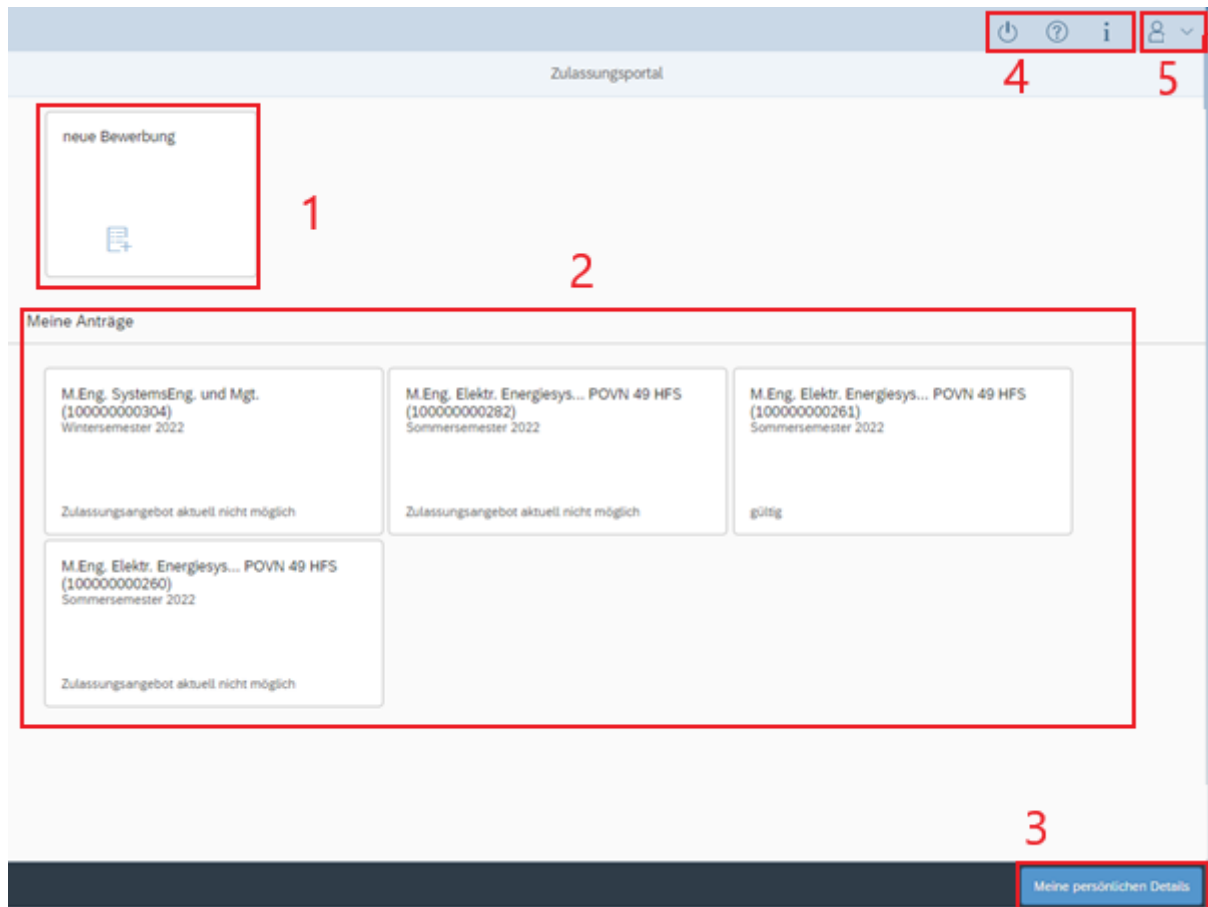 4
5
Zulassungsportal
neue Bewerbung
1
2
Meine Anträge
M.Eng. SystemsEng. und Mgt.
(100000000304)
Wintersemester 2022
Zulassungsangebot aktuell nicht möglich
M.Eng. Elektr. Energiesys... POVN 49 HFS
(100000000282)
Sommersemester 2022
Zulassungsangebot aktuell nicht möglich
M.Eng. Elektr. Energiesys... POVN 49 HFS
(100000000261)
Sommersemester 2022
gültig
M.Eng. Elektr. Energiesys... POVN 49 HFS
(100000000260)
Sommersemester 2022
Zulassungsangebot aktuell nicht möglich
3
Meine persönlichen Details